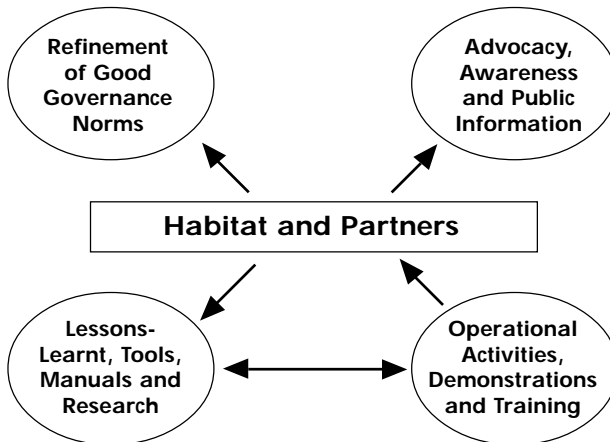 Refinement
of Good
Governance
Norms
Advocacy,
Awareness
and Public
Information
Habitat and Partners
Lessons-
Learnt, Tools,
Manuals and
Research
Operational
Activities,
Demonstrations
and Training